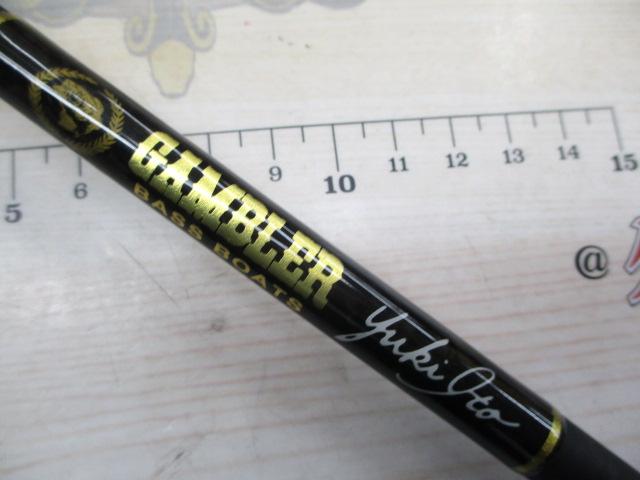 GAMBLER
BASS BOATS
Yuki Ito
5 6 9 10 11 12 13 14 15
@